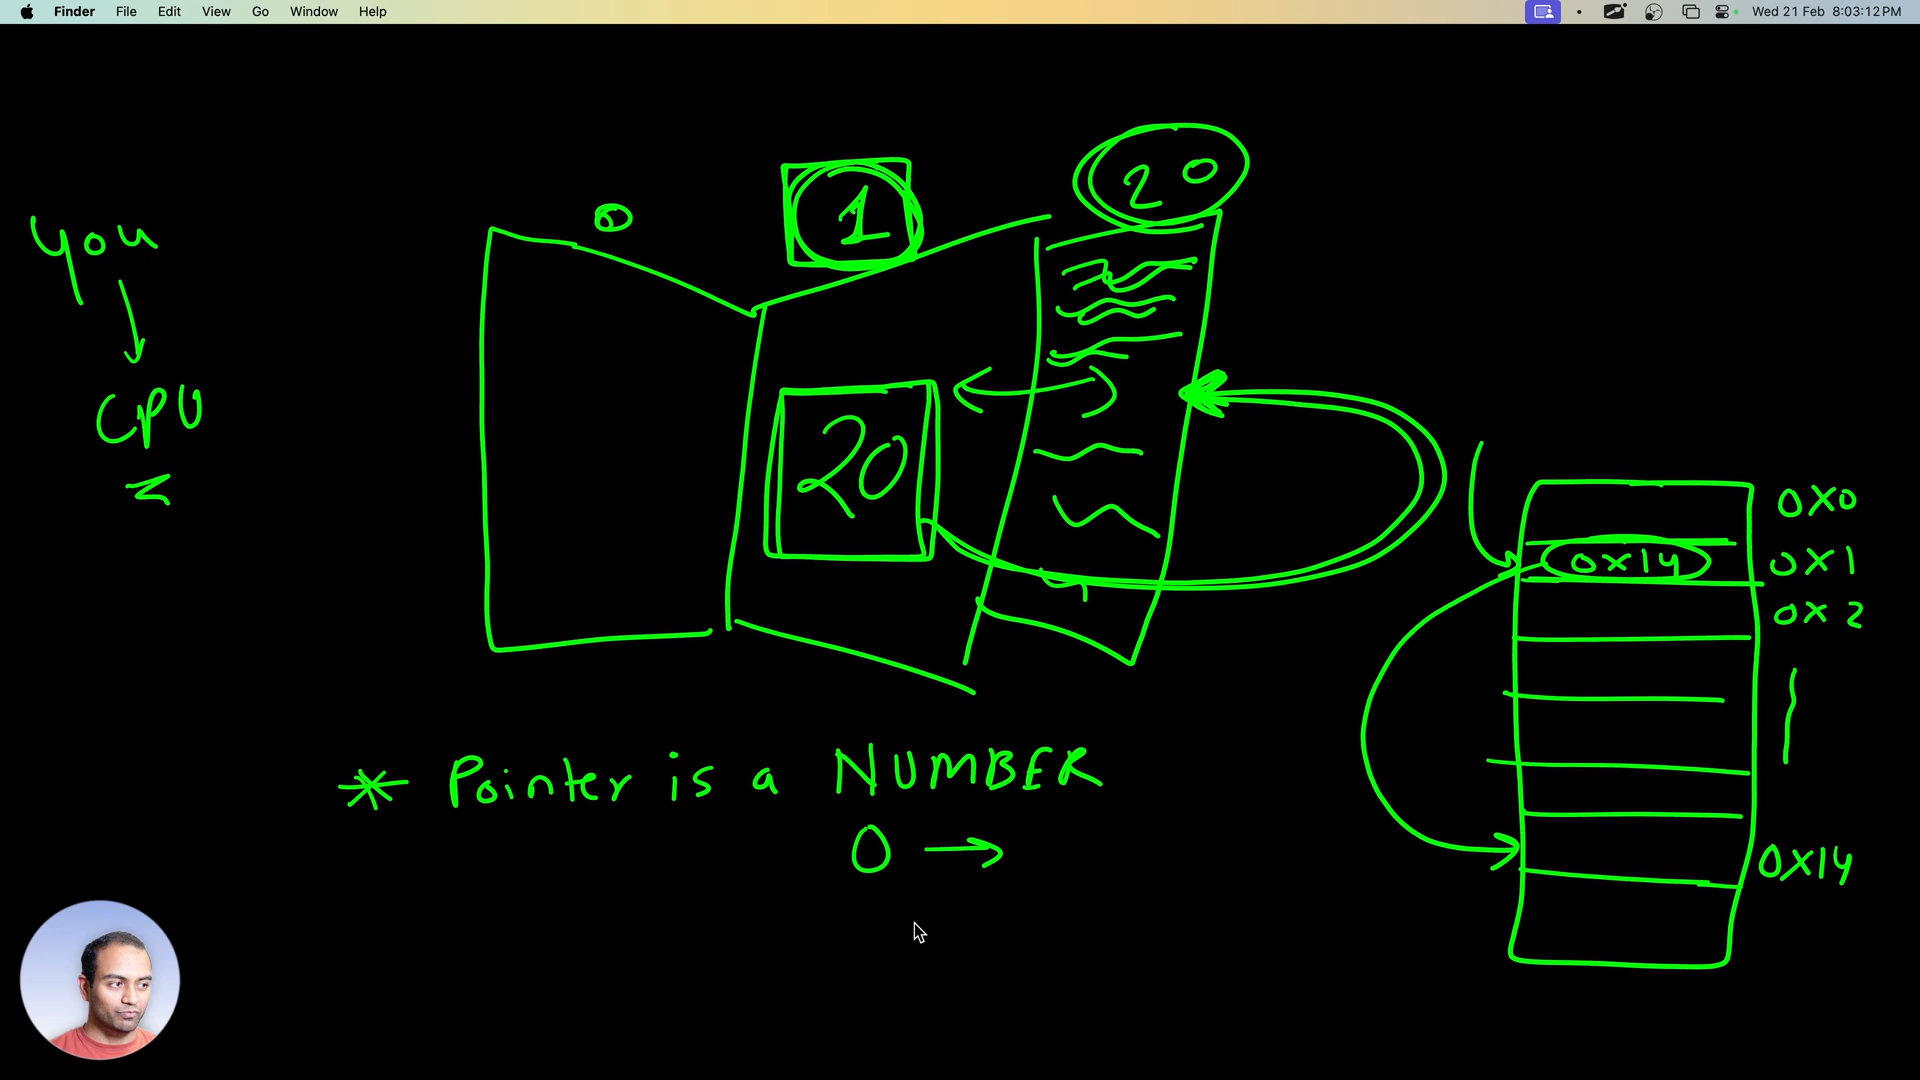 Finder File Edit View Go Window Help Wed 21 Feb 8:03:12 PM
you
CPU
0
1
20
20
0x0
0x14 0x1
0x2
0x14
* Pointer is a NUMBER
0 →